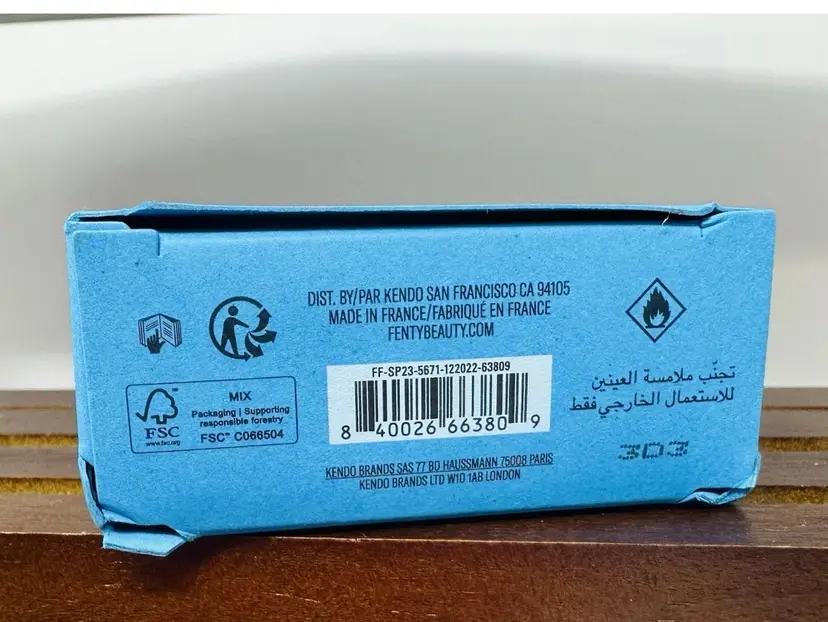 DIST. BY/PAR KENDO SAN FRANCISCO CA 94105
MADE IN FRANCE/FABRIQUÉ EN FRANCE
FENTYBEAUTY.COM
FSC™
www.fsc.org
MIX
Packaging | Supporting
responsible forestry
FSC™ C066504
FF-SP23-5671-122022-63809
8 40026 66380 9
KENDO BRANDS SAS 77 BD HAUSSMANN 75008 PARIS
KENDO BRANDS LTD W1D 1AB LONDON
تجنّب ملامسة العينين
للاستعمال الخارجي فقط